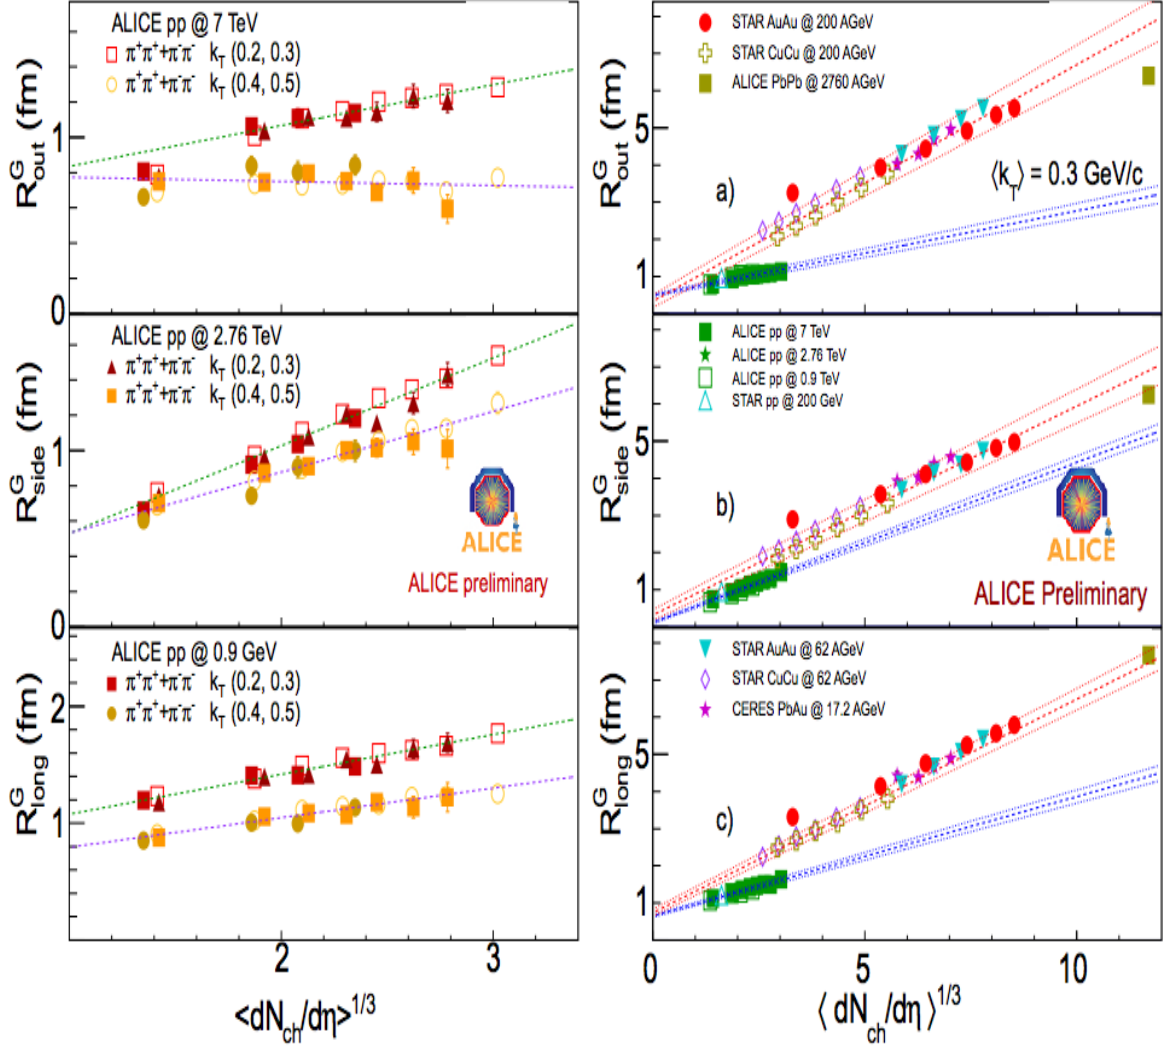 ALICE pp @ 7 TeV
π⁺π⁺+π⁻π⁻ k_T (0.2, 0.3)
π⁺π⁺+π⁻π⁻ k_T (0.4, 0.5)
R^G_out (fm)
1
0
ALICE pp @ 2.76 TeV
π⁺π⁺+π⁻π⁻ k_T (0.2, 0.3)
π⁺π⁺+π⁻π⁻ k_T (0.4, 0.5)
R^G_side (fm)
1
0
ALICE
ALICE preliminary
ALICE pp @ 0.9 GeV
π⁺π⁺+π⁻π⁻ k_T (0.2, 0.3)
π⁺π⁺+π⁻π⁻ k_T (0.4, 0.5)
R^G_long (fm)
2
1
2 3
<dN_ch/dη>^1/3
STAR AuAu @ 200 AGeV
STAR CuCu @ 200 AGeV
ALICE PbPb @ 2760 AGeV
R^G_out (fm)
5
1
a)
⟨k_T⟩ = 0.3 GeV/c
ALICE pp @ 7 TeV
ALICE pp @ 2.76 TeV
ALICE pp @ 0.9 TeV
STAR pp @ 200 GeV
R^G_side (fm)
5
1
b)
ALICE
ALICE Preliminary
STAR AuAu @ 62 AGeV
STAR CuCu @ 62 AGeV
CERES PbAu @ 17.2 AGeV
R^G_long (fm)
5
1
c)
0 5 10
⟨ dN_ch/dη ⟩^1/3